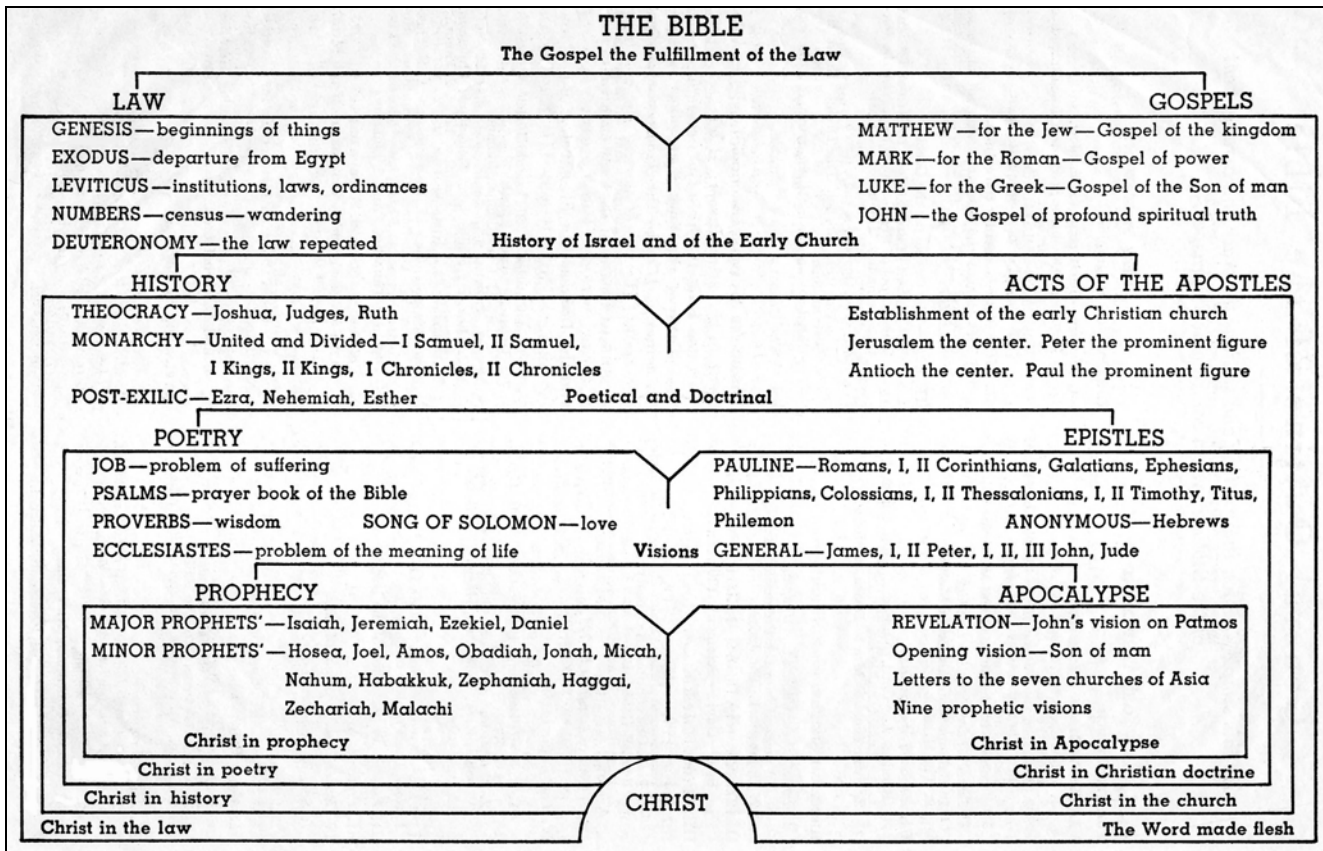 THE BIBLE
The Gospel the Fulfillment of the Law
LAW
GENESIS—beginnings of things
EXODUS—departure from Egypt
LEVITICUS—institutions, laws, ordinances
NUMBERS—census—wandering
DEUTERONOMY—the law repeated
GOSPELS
MATTHEW—for the Jew—Gospel of the kingdom
MARK—for the Roman—Gospel of power
LUKE—for the Greek—Gospel of the Son of man
JOHN—the Gospel of profound spiritual truth
History of Israel and of the Early Church
HISTORY
THEOCRACY—Joshua, Judges, Ruth
MONARCHY—United and Divided—I Samuel, II Samuel,
I Kings, II Kings, I Chronicles, II Chronicles
POST-EXILIC—Ezra, Nehemiah, Esther
ACTS OF THE APOSTLES
Establishment of the early Christian church
Jerusalem the center. Peter the prominent figure
Antioch the center. Paul the prominent figure
Poetical and Doctrinal
POETRY
JOB—problem of suffering
PSALMS—prayer book of the Bible
PROVERBS—wisdom SONG OF SOLOMON—love
ECCLESIASTES—problem of the meaning of life
EPISTLES
PAULINE—Romans, I, II Corinthians, Galatians, Ephesians,
Philippians, Colossians, I, II Thessalonians, I, II Timothy, Titus,
Philemon ANONYMOUS—Hebrews
GENERAL—James, I, II Peter, I, II, III John, Jude
Visions
PROPHECY
MAJOR PROPHETS'—Isaiah, Jeremiah, Ezekiel, Daniel
MINOR PROPHETS'—Hosea, Joel, Amos, Obadiah, Jonah, Micah,
Nahum, Habakkuk, Zephaniah, Haggai,
Zechariah, Malachi
APOCALYPSE
REVELATION—John's vision on Patmos
Opening vision—Son of man
Letters to the seven churches of Asia
Nine prophetic visions
Christ in prophecy
Christ in Apocalypse
Christ in poetry
Christ in Christian doctrine
Christ in history
Christ in the church
Christ in the law
The Word made flesh
CHRIST